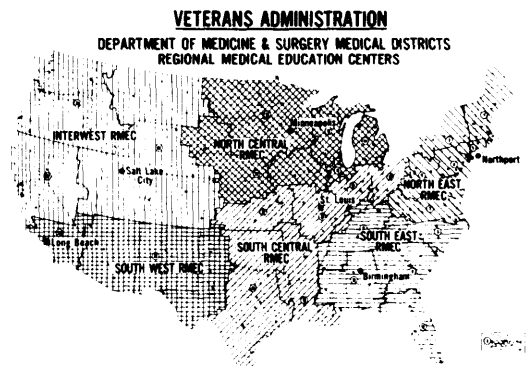 VETERANS ADMINISTRATION
DEPARTMENT OF MEDICINE & SURGERY MEDICAL DISTRICTS
REGIONAL MEDICAL EDUCATION CENTERS
INTERWEST RMEC
Minneapolis
NORTH CENTRAL
RMEC
Northport
Salt Lake
City
NORTH EAST
RMEC
St. Louis
Long Beach
SOUTH CENTRAL
RMEC
SOUTH EAST
RMEC
SOUTH WEST RMEC
Birmingham